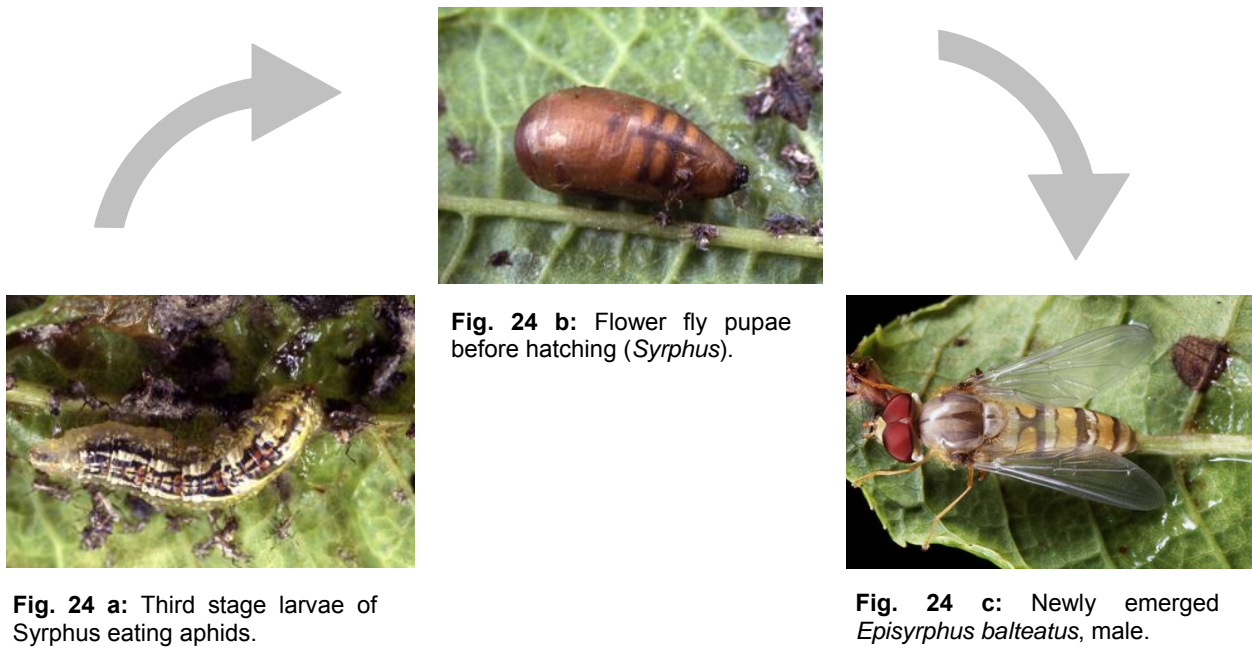 Fig. 24 b: Flower fly pupae
before hatching (Syrphus).
Fig. 24 a: Third stage larvae of
Syrphus eating aphids.
Fig. 24 c: Newly emerged
Episyrphus balteatus, male.